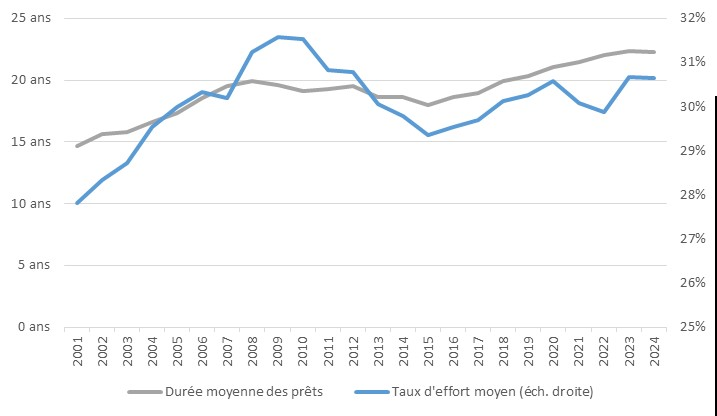 25 ans
20 ans
15 ans
10 ans
5 ans
0 ans
32%
31%
30%
29%
28%
27%
26%
25%
2001 2002 2003 2004 2005 2006 2007 2008 2009 2010 2011 2012 2013 2014 2015 2016 2017 2018 2019 2020 2021 2022 2023 2024
Durée moyenne des prêts Taux d'effort moyen (éch. droite)